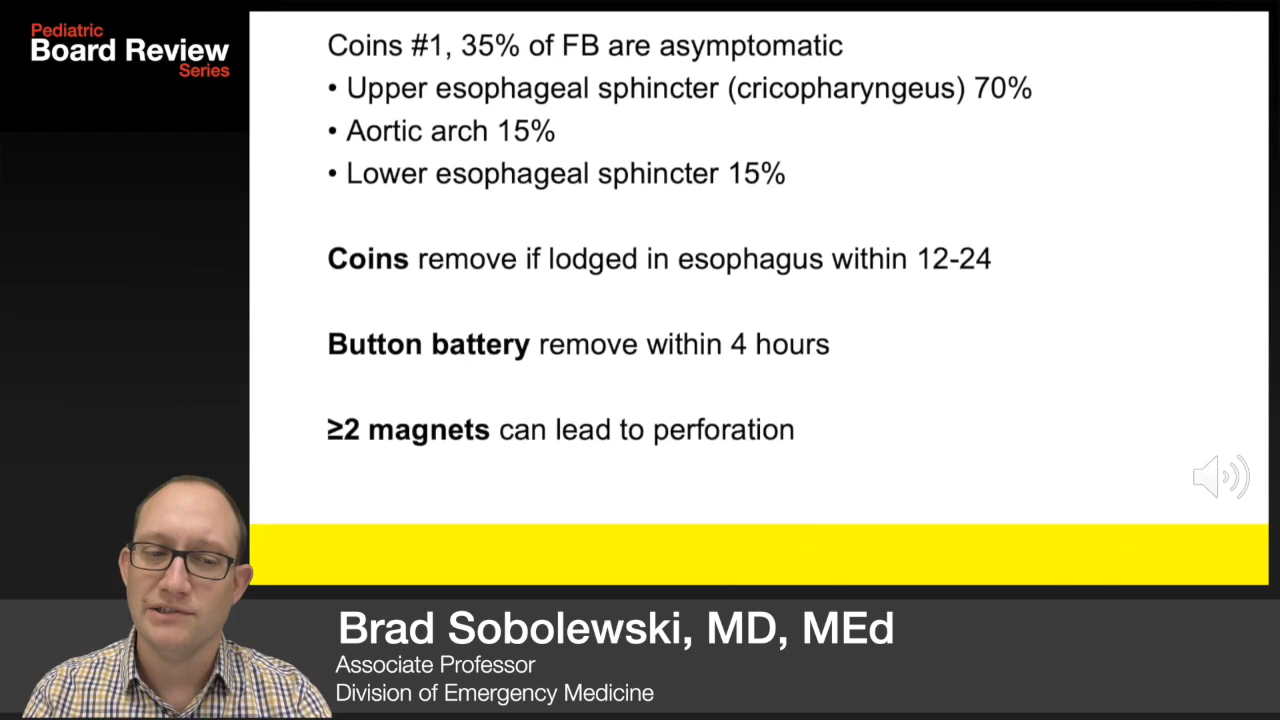 Pediatric
Board Review
Series
Coins #1, 35% of FB are asymptomatic
• Upper esophageal sphincter (cricopharyngeus) 70%
• Aortic arch 15%
• Lower esophageal sphincter 15%
Coins remove if lodged in esophagus within 12-24
Button battery remove within 4 hours
≥2 magnets can lead to perforation
Brad Sobolewski, MD, MEd
Associate Professor
Division of Emergency Medicine